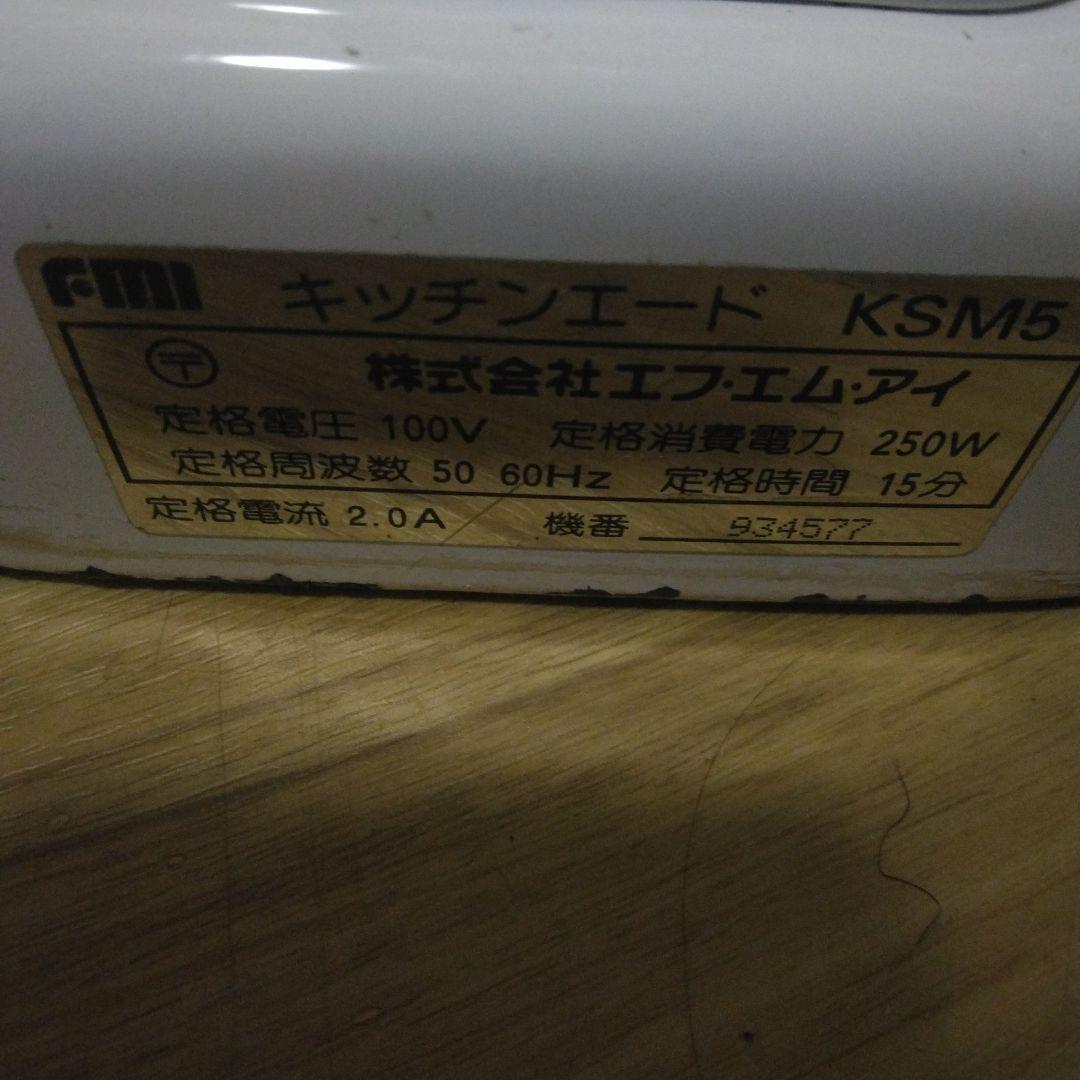 FMI キッチンエード KSM5
〒 株式会社エフ・エム・アイ
定格電圧 100V 定格消費電力 250W
定格周波数 50 60Hz 定格時間 15分
定格電流 2.0A 機番 934577